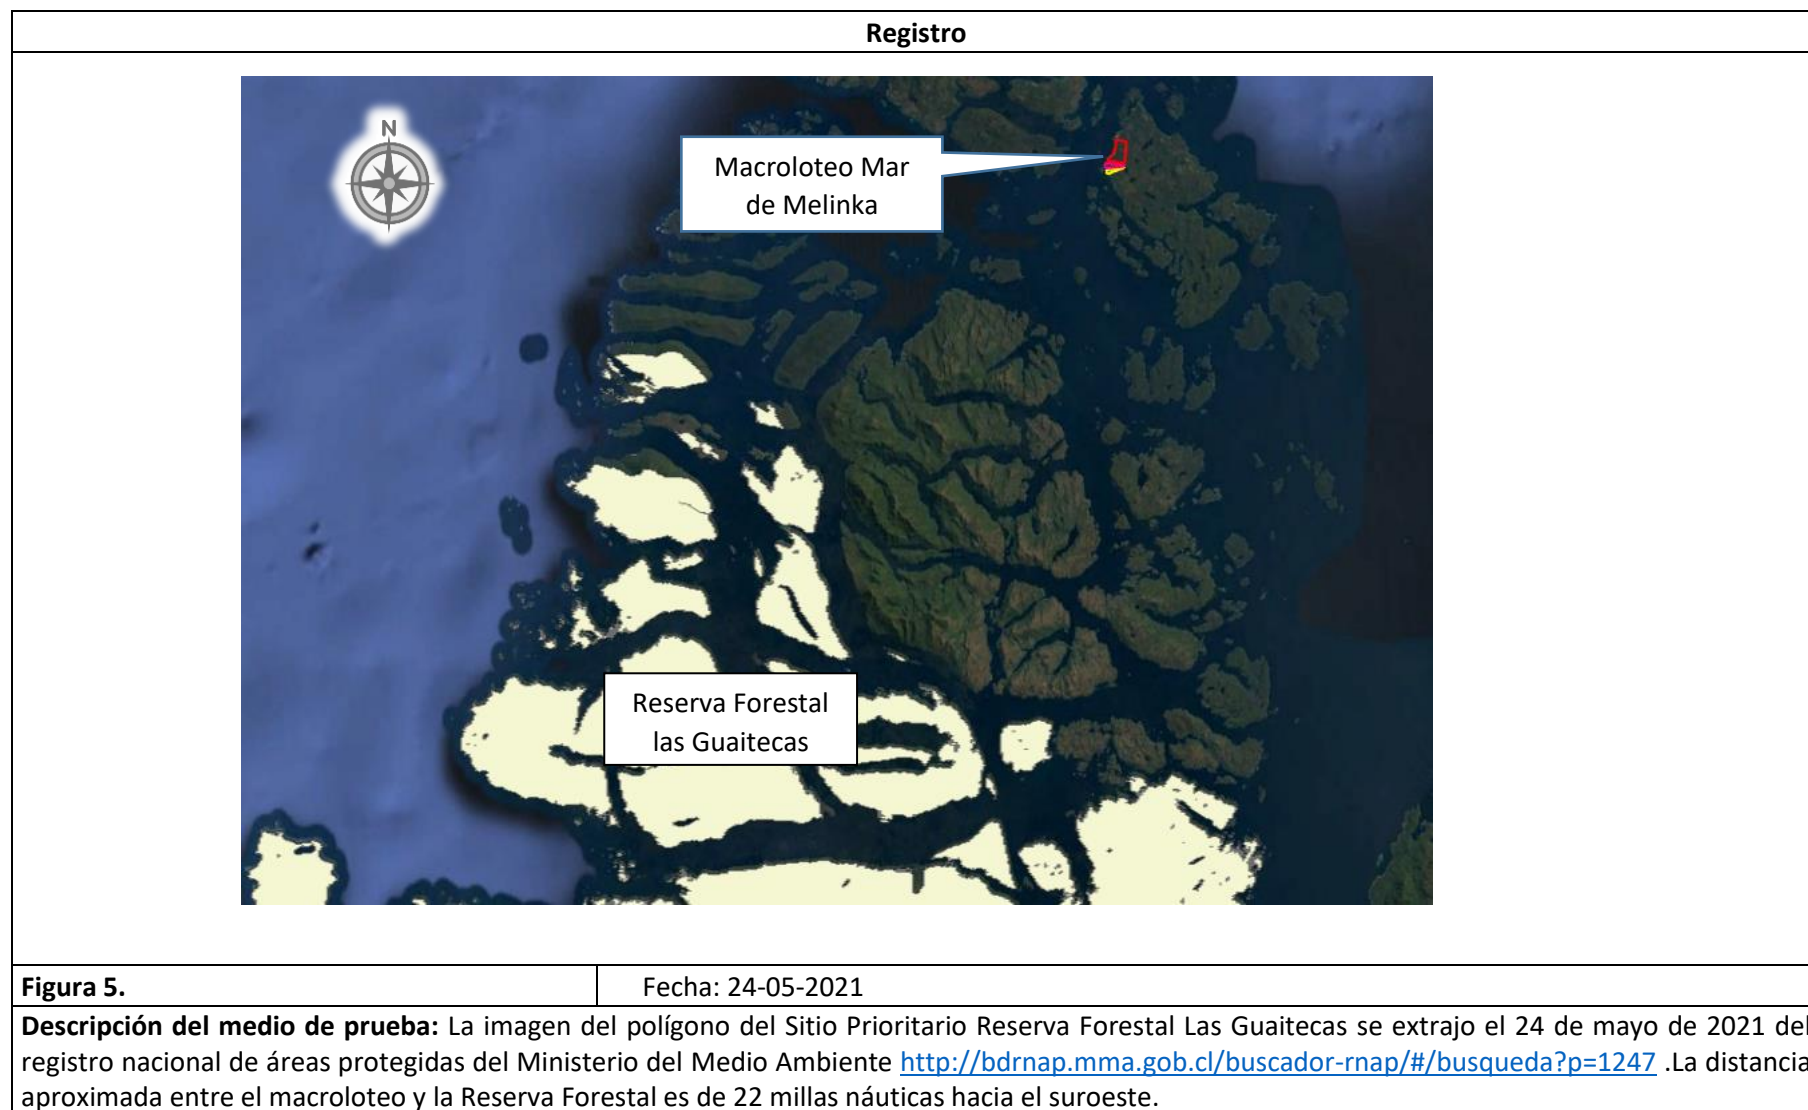 Registro
N
Macroloteo Mar
de Melinka
Reserva Forestal
las Guaitecas
Figura 5.
Fecha: 24-05-2021
Descripción del medio de prueba: La imagen del polígono del Sitio Prioritario Reserva Forestal Las Guaitecas se extrajo el 24 de mayo de 2021 del
registro nacional de áreas protegidas del Ministerio del Medio Ambiente http://bdrnap.mma.gob.cl/buscador-rnap/#/busqueda?p=1247 .La distancia
aproximada entre el macroloteo y la Reserva Forestal es de 22 millas náuticas hacia el suroeste.